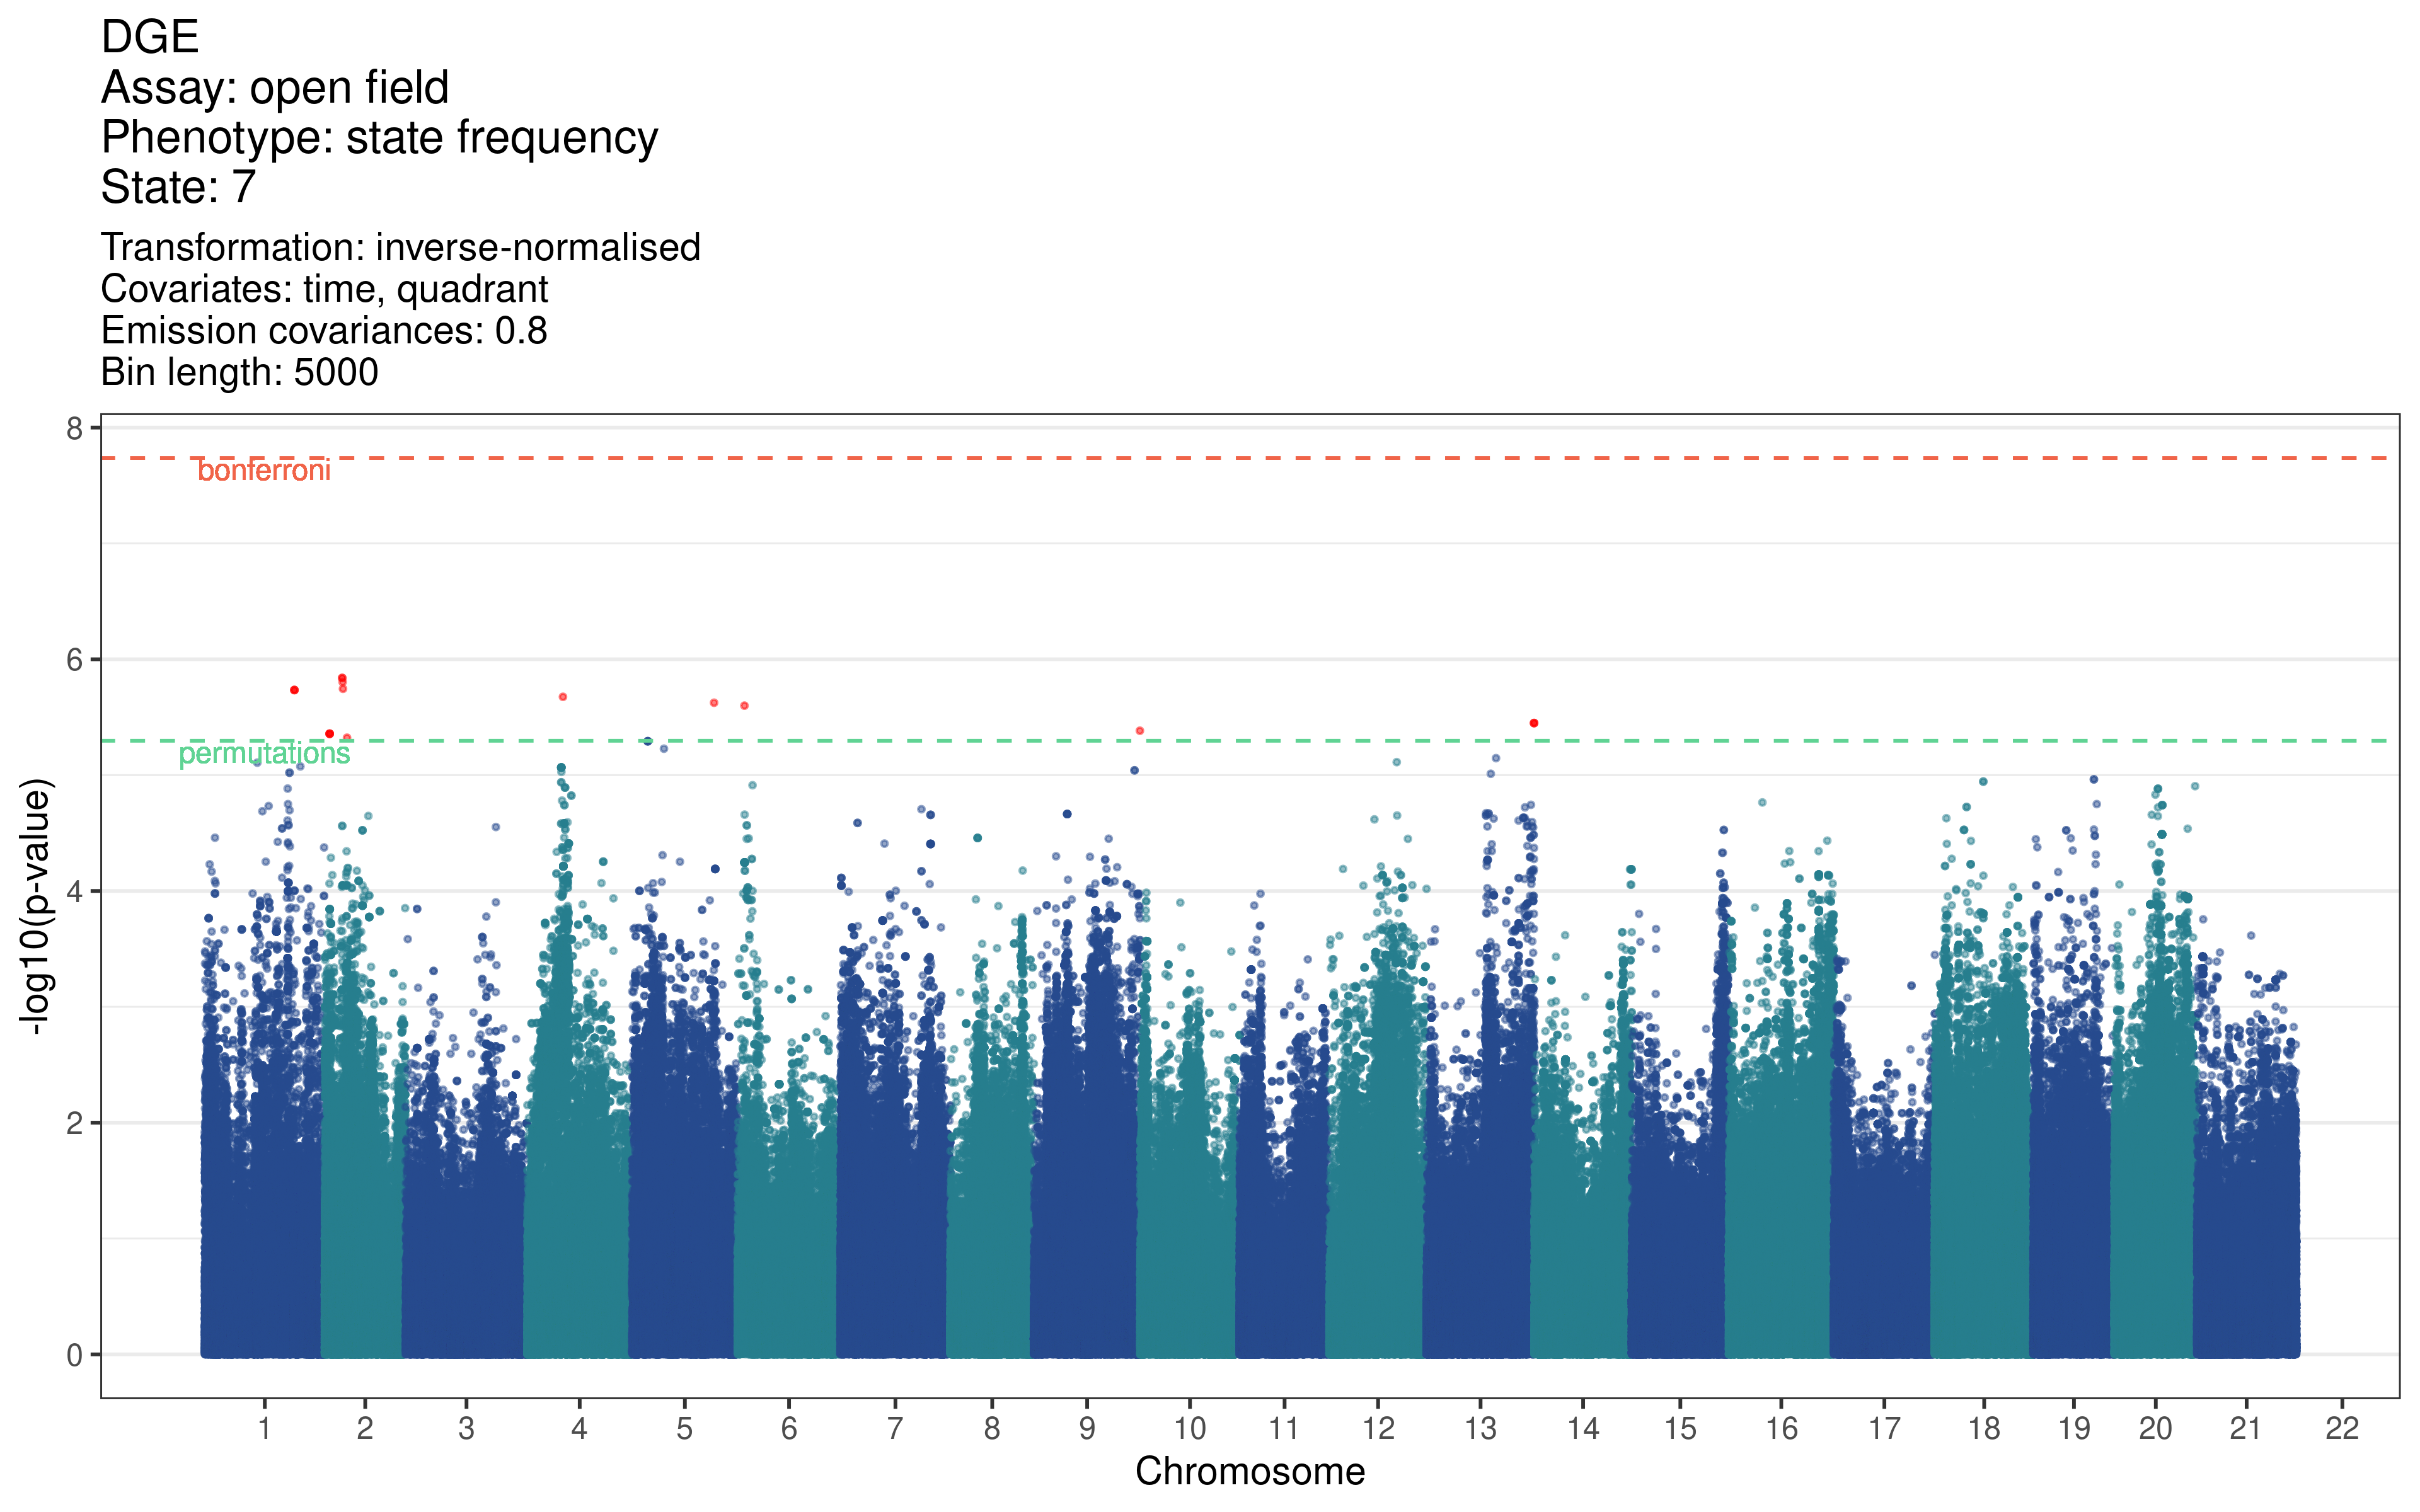 DGE
Assay: open field
Phenotype: state frequency
State: 7
Transformation: inverse-normalised
Covariates: time, quadrant
Emission covariances: 0.8
Bin length: 5000
8
bonferroni
6
permutations
-log10(p-value)
4
2
0
1 2 3 4 5 6 7 8 9 10 11 12 13 14 15 16 17 18 19 20 21 22
Chromosome